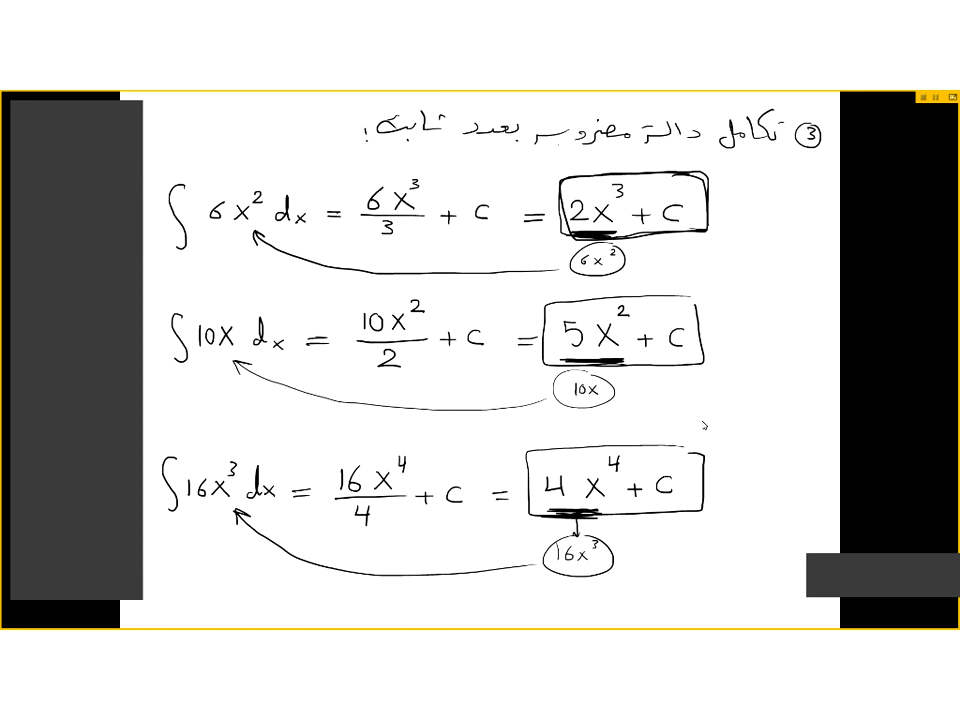 ③ تكامل دالة مضروب بعدد ثابت:
∫ 6x² dx = 6x³/3 + c = 2x³ + c
6x²
∫ 10x dx = 10x²/2 + c = 5x² + c
10x
∫ 16x³ dx = 16x⁴/4 + c = 4x⁴ + c
16x³